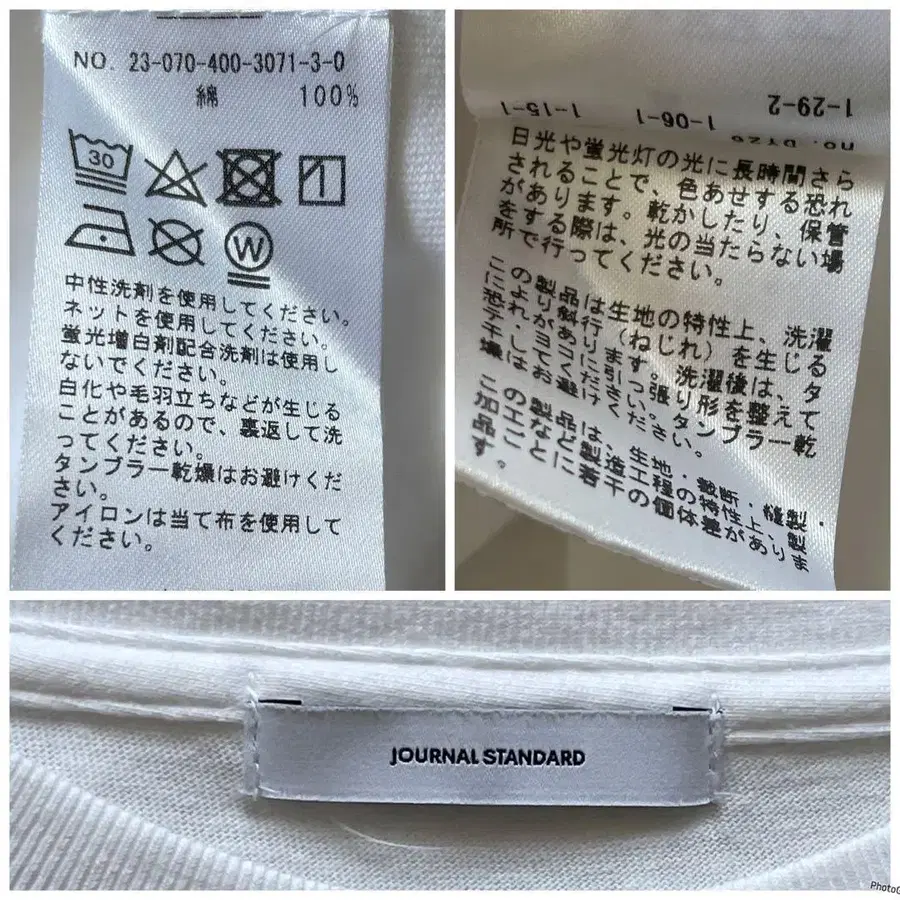 NO. 23-070-400-3071-3-0
綿 100%
30
W
中性洗剤を使用してください。
ネットを使用してください。
蛍光増白剤配合洗剤は使用し
ないでください。
白化や毛羽立ちなどが生じる
ことがあるので、裏返して洗
ってください。
タンブラー乾燥はお避けくだ
さい。
アイロンは当て布を使用して
ください。
1-29-2
1-06-1
1-15-1
日光や蛍光灯の光に長時間さら
されることで、色あせする恐れ
があります。乾かしたり、保管
をする際は、光の当たらない場
所で行ってください。
この製品は生地の特性上、洗濯
により斜行(ねじれ)を生じる
恐れがあります。洗濯後は、タ
テ・ヨコに引っ張り形を整えて
干してください。タンブラー乾
燥はお避けください。
この製品は、生地・裁断・縫製・
加工など製造工程の特性上、製
品ごとに若干の個体差がありま
す。
JOURNAL STANDARD